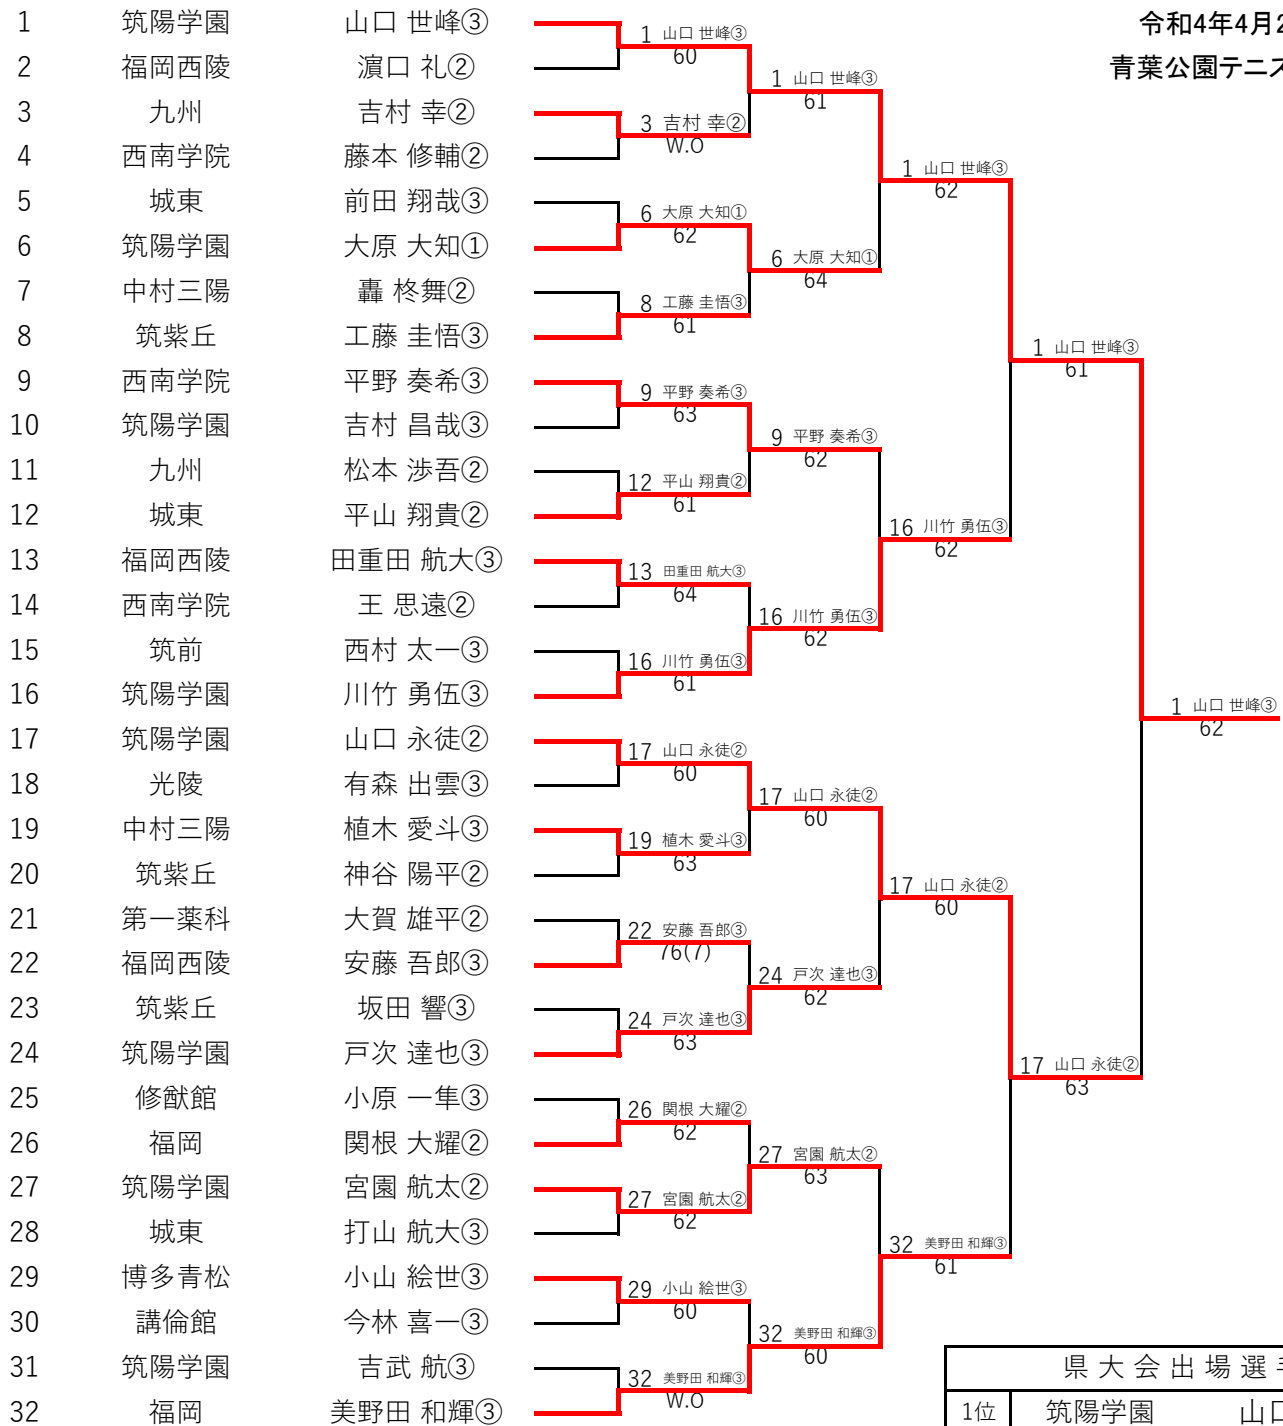 令和4年4月2
青葉公園テニス
1 筑陽学園 山口 世峰③
2 福岡西陵 濵口 礼②
3 九州 吉村 幸②
4 西南学院 藤本 修輔②
5 城東 前田 翔哉③
6 筑陽学園 大原 大知①
7 中村三陽 轟 柊舞②
8 筑紫丘 工藤 圭悟③
9 西南学院 平野 奏希③
10 筑陽学園 吉村 昌哉③
11 九州 松本 渉吾②
12 城東 平山 翔貴②
13 福岡西陵 田重田 航大③
14 西南学院 王 思遠②
15 筑前 西村 太一③
16 筑陽学園 川竹 勇伍③
17 筑陽学園 山口 永徒②
18 光陵 有森 出雲③
19 中村三陽 植木 愛斗③
20 筑紫丘 神谷 陽平②
21 第一薬科 大賀 雄平②
22 福岡西陵 安藤 吾郎③
23 筑紫丘 坂田 響③
24 筑陽学園 戸次 達也③
25 修猷館 小原 一隼③
26 福岡 関根 大耀②
27 筑陽学園 宮園 航太②
28 城東 打山 航大③
29 博多青松 小山 絵世③
30 講倫館 今林 喜一③
31 筑陽学園 吉武 航③
32 福岡 美野田 和輝③
1 山口 世峰③
60
3 吉村 幸②
W.O
6 大原 大知①
62
8 工藤 圭悟③
61
9 平野 奏希③
63
12 平山 翔貴②
61
13 田重田 航大③
64
16 川竹 勇伍③
61
17 山口 永徒②
60
19 植木 愛斗③
63
22 安藤 吾郎③
76(7)
24 戸次 達也③
63
26 関根 大耀②
62
27 宮園 航太②
62
29 小山 絵世③
60
32 美野田 和輝③
W.O
1 山口 世峰③
61
6 大原 大知①
64
9 平野 奏希③
62
16 川竹 勇伍③
62
17 山口 永徒②
60
24 戸次 達也③
62
27 宮園 航太②
63
32 美野田 和輝③
60
1 山口 世峰③
62
16 川竹 勇伍③
62
17 山口 永徒②
60
32 美野田 和輝③
61
1 山口 世峰③
61
17 山口 永徒②
63
1 山口 世峰③
62
県大会出場選手
1位 筑陽学園 山口